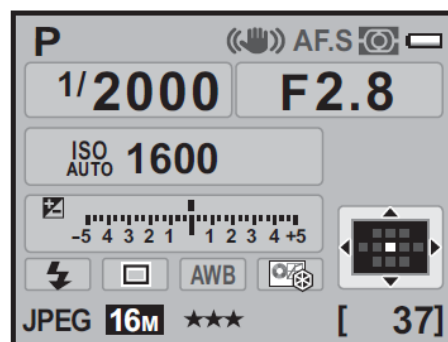 P AF.S
1/2000 F2.8
ISO AUTO 1600
-5 4 3 2 1 1 2 3 4 +5
AWB
JPEG 16M ★★★ [ 37]